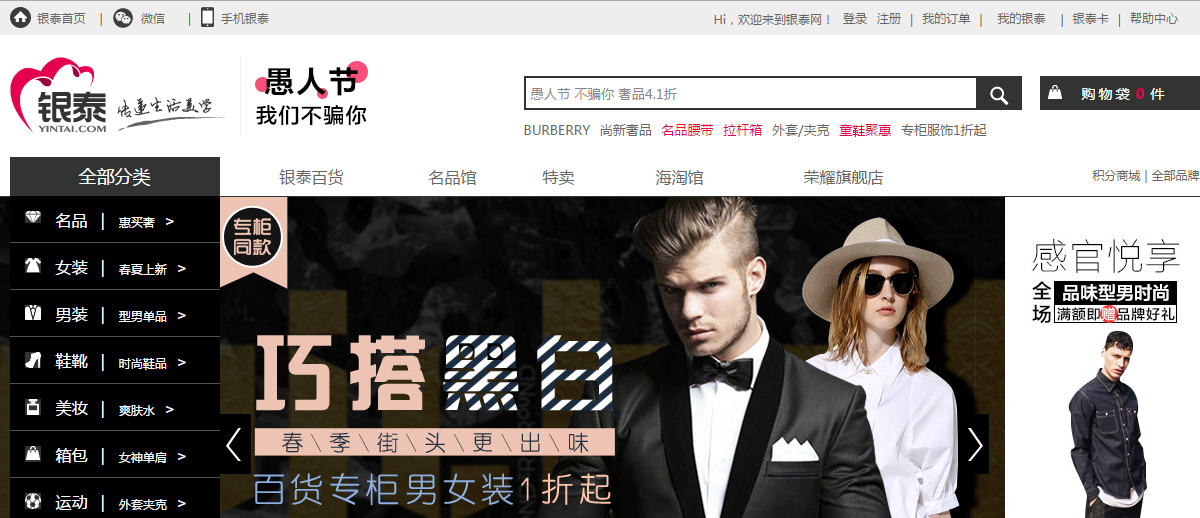 银泰首页 | 微信 | 手机银泰
Hi，欢迎来到银泰网！ 登录 注册 | 我的订单 | 我的银泰 | 银泰卡 | 帮助中心
银泰
YINTAI.COM
传递生活美学
愚人节
我们不骗你
愚人节 不骗你 奢品4.1折
购物袋 0 件
BURBERRY 尚新奢品 名品腰带 拉杆箱 外套/夹克 童鞋聚惠 专柜服饰1折起
全部分类 银泰百货 名品馆 特卖 海淘馆 荣耀旗舰店 积分商城 | 全部品牌
名品 | 惠买奢 >
女装 | 春夏上新 >
男装 | 型男单品 >
鞋靴 | 时尚鞋品 >
美妆 | 爽肤水 >
箱包 | 女神单肩 >
运动 | 外套夹克 >
专柜
同款
巧搭黑白
春\季\街\头\更\出\味
百货专柜男女装1折起
感官悦享
全场
品味型男时尚
满额即赠品牌好礼